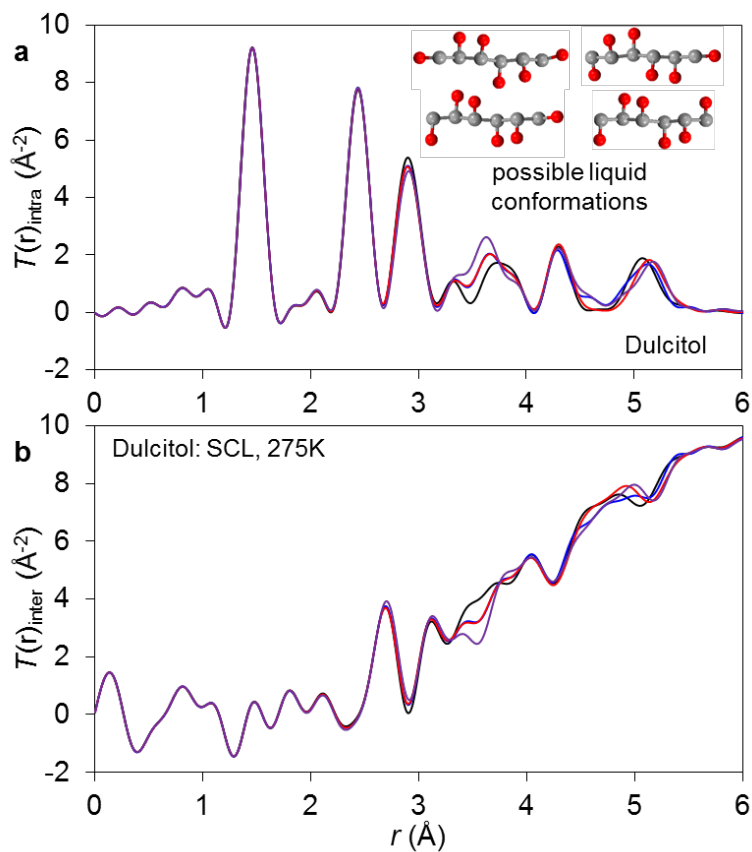 a
10
8
6
4
2
0
-2
T(r)intra (Å-2)
possible liquid
conformations
Dulcitol
0 1 2 3 4 5 6
b
Dulcitol: SCL, 275K
10
8
6
4
2
0
-2
T(r)inter (Å-2)
0 1 2 3 4 5 6
r (Å)